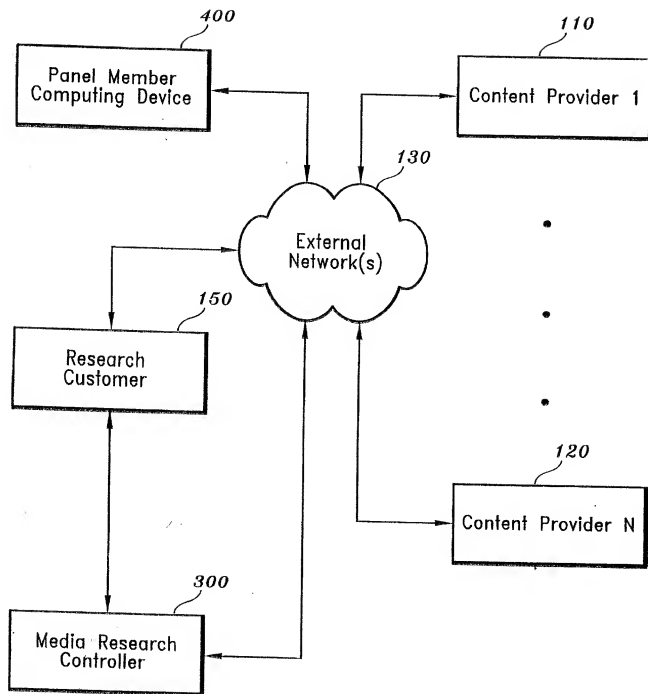 400
Panel Member
Computing Device
110
Content Provider 1
130
External
Network(s)
150
Research
Customer
120
Content Provider N
300
Media Research
Controller